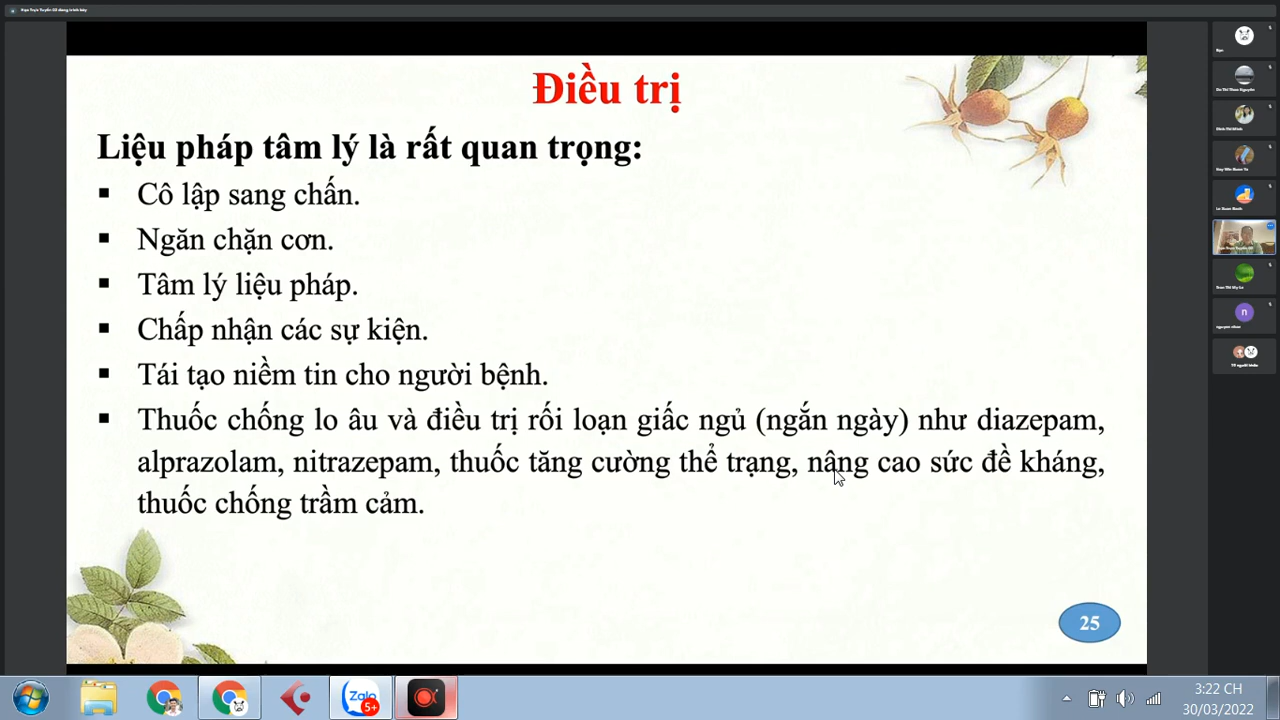 Điều trị
Liệu pháp tâm lý là rất quan trọng:
▪ Cô lập sang chấn.
▪ Ngăn chặn cơn.
▪ Tâm lý liệu pháp.
▪ Chấp nhận các sự kiện.
▪ Tái tạo niềm tin cho người bệnh.
▪ Thuốc chống lo âu và điều trị rối loạn giấc ngủ (ngắn ngày) như diazepam,
alprazolam, nitrazepam, thuốc tăng cường thể trạng, nâng cao sức đề kháng,
thuốc chống trầm cảm.
25
Bạn
n
Zalo
5+
3:22 CH
30/03/2022